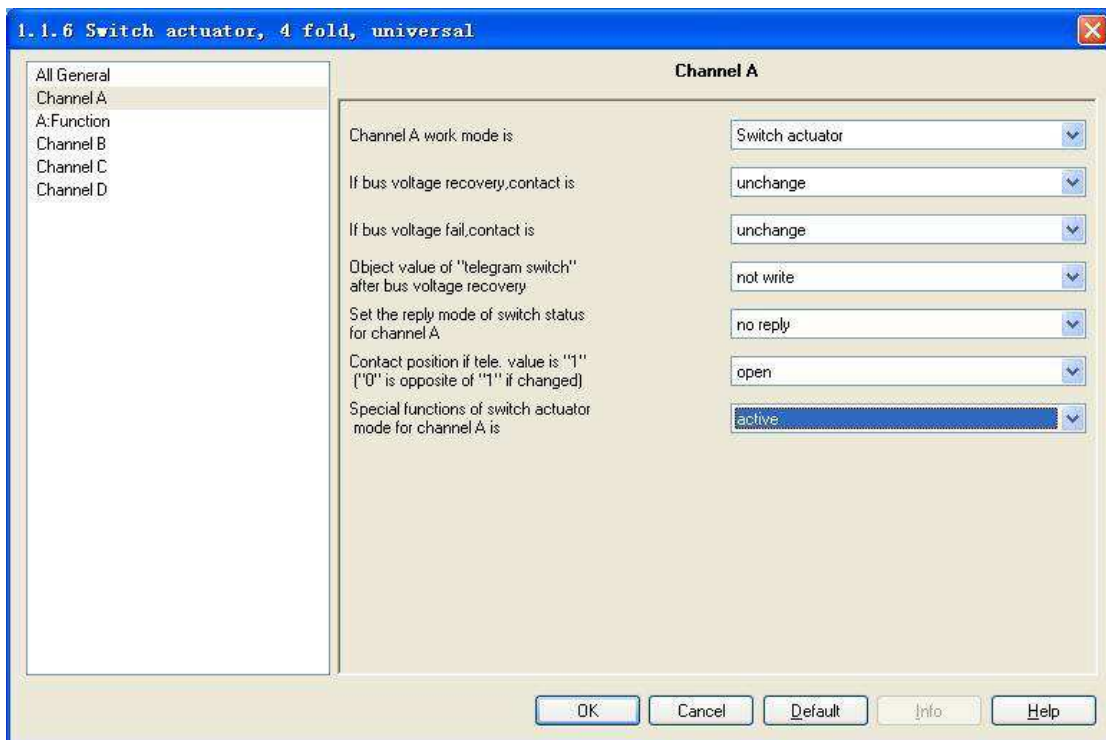 1.1.6 Switch actuator, 4 fold, universal
All General
Channel A
A:Function
Channel B
Channel C
Channel D
Channel A
Channel A work mode is
Switch actuator
If bus voltage recovery,contact is
unchange
If bus voltage fail,contact is
unchange
Object value of "telegram switch"
after bus voltage recovery
not write
Set the reply mode of switch status
for channel A
no reply
Contact position if tele. value is "1"
("0" is opposite of "1" if changed)
open
Special functions of switch actuator
mode for channel A is
active
OK
Cancel
Default
Info
Help